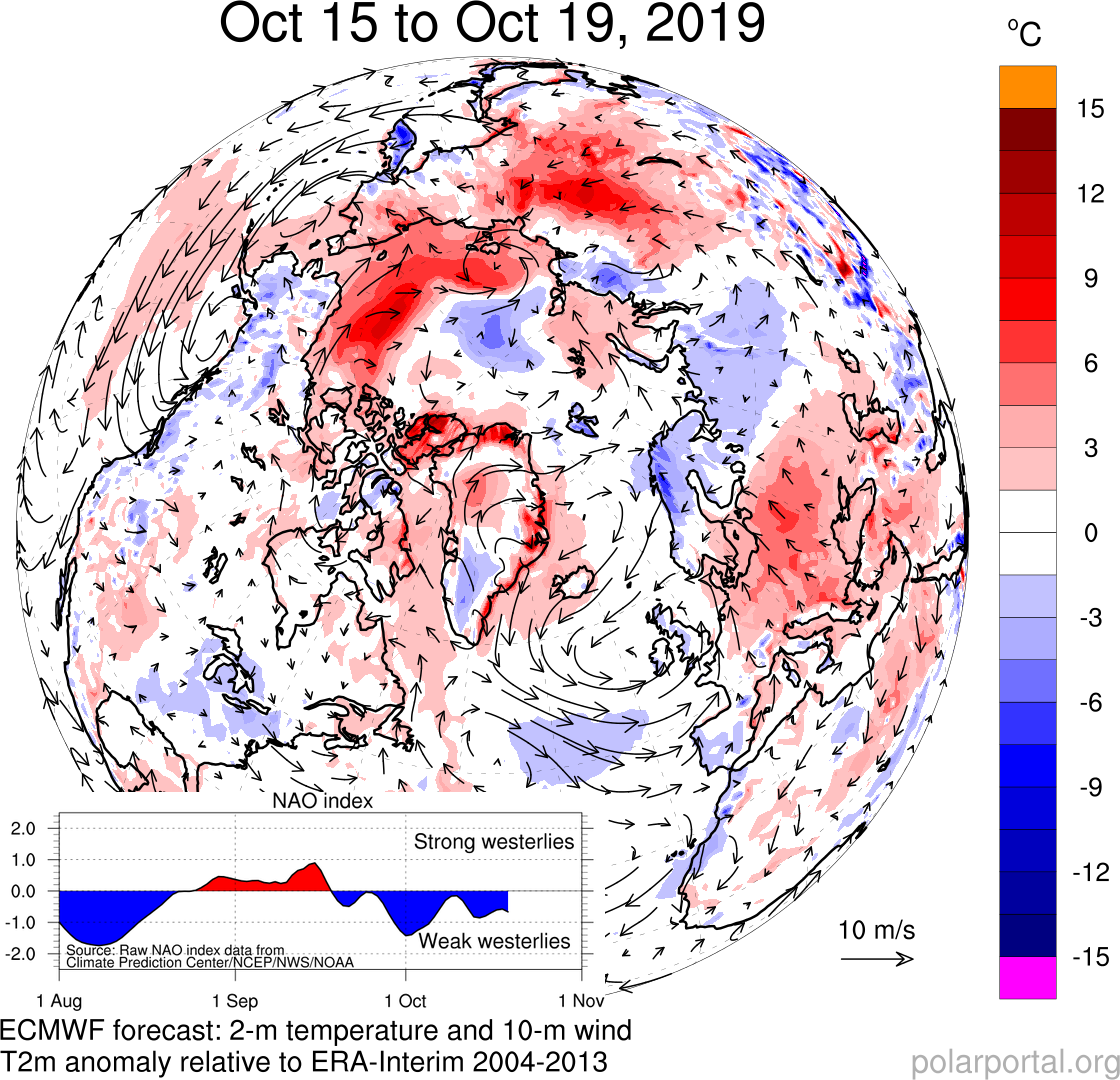 Oct 15 to Oct 19, 2019
°C
15
12
9
6
3
0
-3
-6
-9
-12
-15
NAO index
2.0
1.0
0.0
-1.0
-2.0
Strong westerlies
Weak westerlies
Source: Raw NAO index data from
Climate Prediction Center/NCEP/NWS/NOAA
1 Aug
1 Sep
1 Oct
1 Nov
10 m/s
ECMWF forecast: 2-m temperature and 10-m wind
T2m anomaly relative to ERA-Interim 2004-2013
polarportal.org